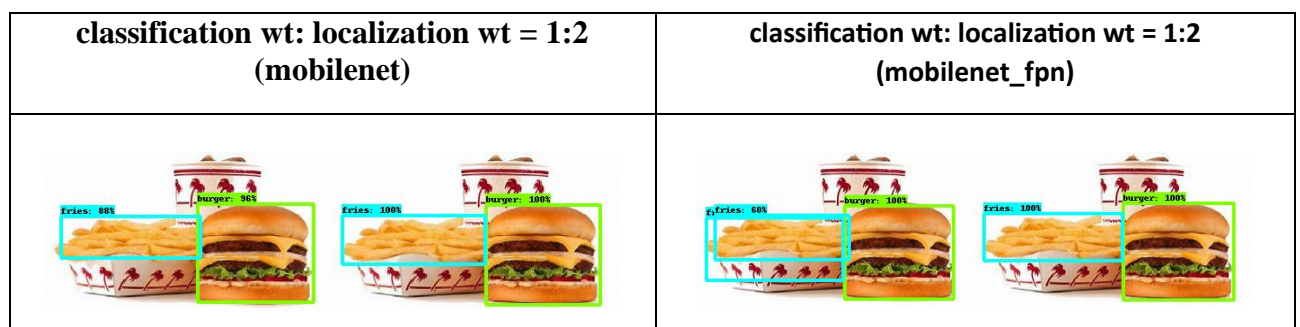 classification wt: localization wt = 1:2
(mobilenet)
classification wt: localization wt = 1:2
(mobilenet_fpn)
fries: 88%
burger: 96%
fries: 100%
burger: 100%
fries: 60%
burger: 100%
fries: 100%
burger: 100%